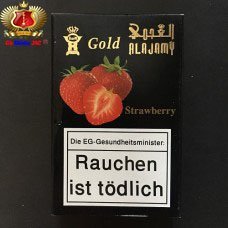 Gold
العجمي
ALAJAMY
Strawberry
Die EG-Gesundheitsminister:
Rauchen
ist tödlich